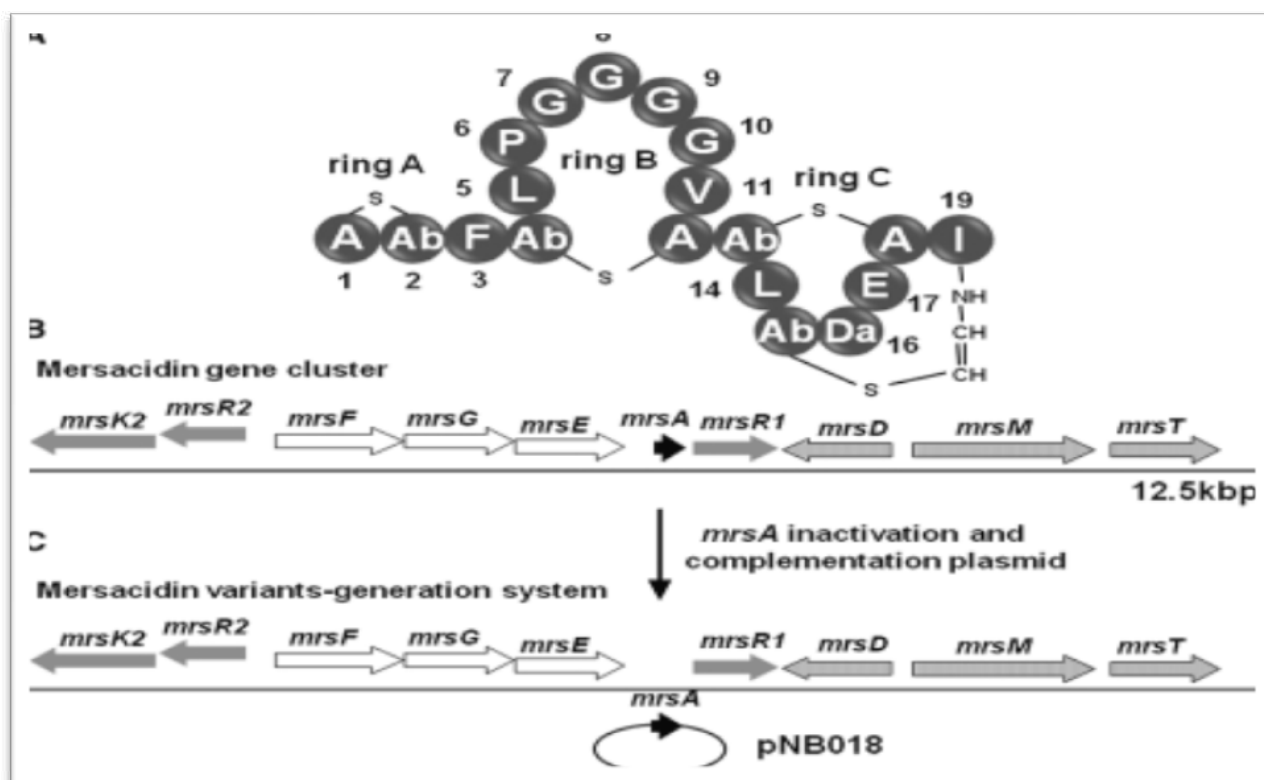 A
8
7 G G G 9
6 P G 10
ring A ring B ring C
5 L V 11 19
S S
A Ab F Ab A Ab A I
1 2 3 S 14 L E 17 NH
B Ab Da 16 CH
Mersacidin gene cluster S CH
mrsK2 mrsR2 mrsF mrsG mrsE mrsA mrsR1 mrsD mrsM mrsT
12.5kbp
C mrsA inactivation and
complementation plasmid
Mersacidin variants-generation system
mrsK2 mrsR2 mrsF mrsG mrsE mrsR1 mrsD mrsM mrsT
mrsA
pNB018